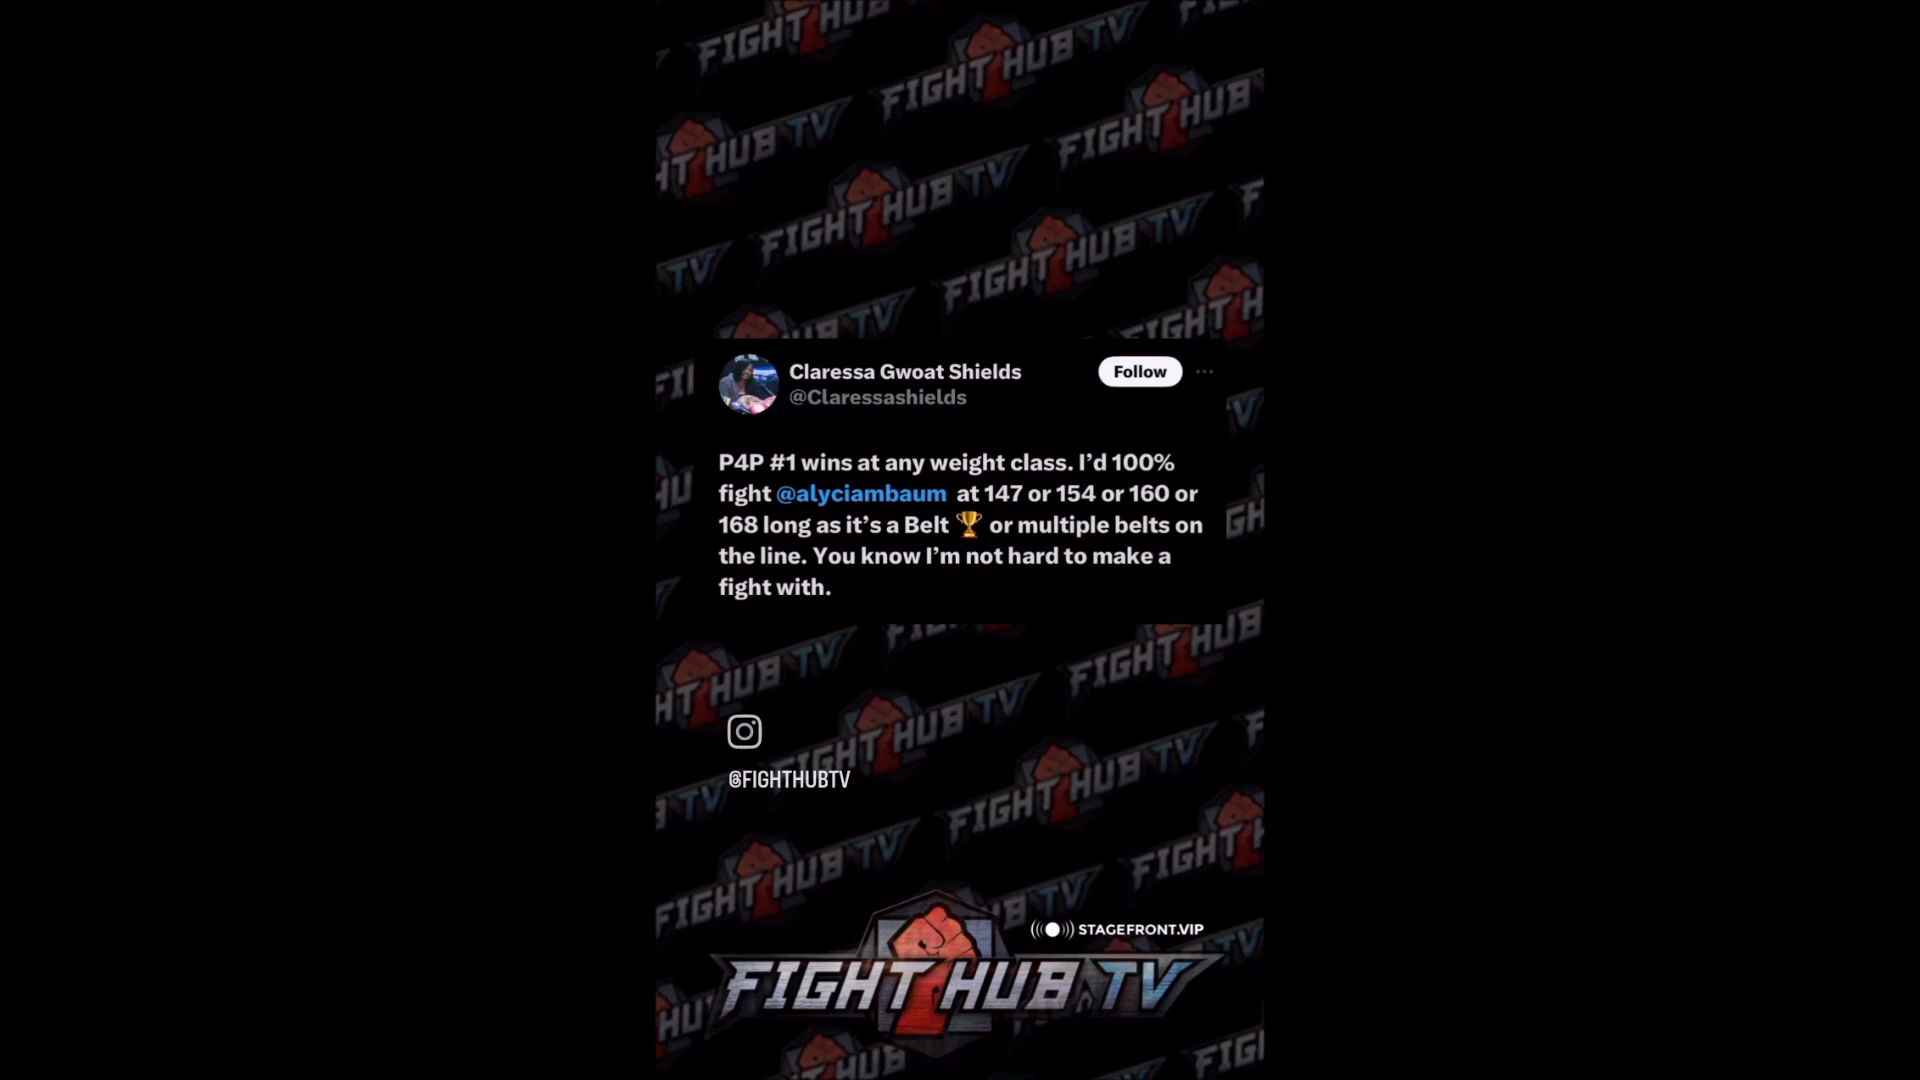 Claressa Gwoat Shields
Follow
@Claressashields
P4P #1 wins at any weight class. I’d 100%
fight @alyciambaum at 147 or 154 or 160 or
168 long as it’s a Belt 🏆 or multiple belts on
the line. You know I’m not hard to make a
fight with.
@FIGHTHUBTV
STAGEFRONT.VIP
FIGHT HUB TV